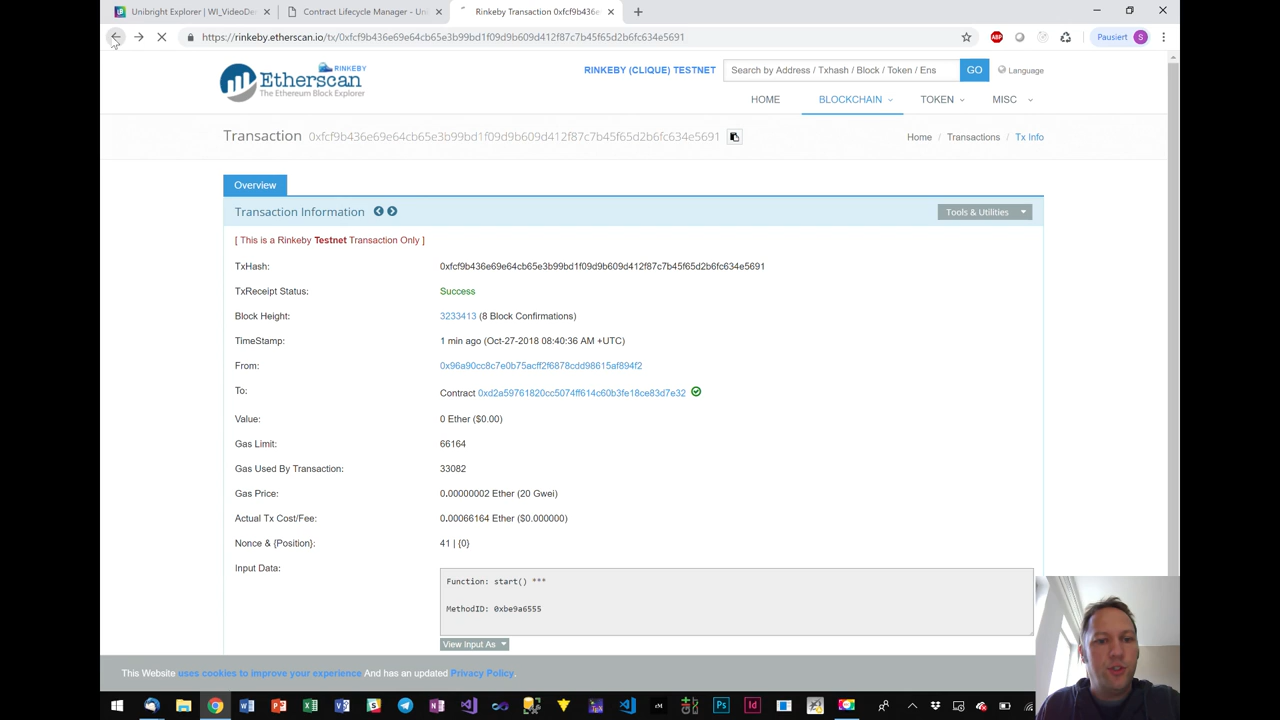 Unibright Explorer | WI_VideoDe
Contract Lifecycle Manager - Uni
Rinkeby Transaction 0xfcf9b436e
https://rinkeby.etherscan.io/tx/0xfcf9b436e69e64cb65e3b99bd1f09d9b609d412f87c7b45f65d2b6fc634e5691
ABP
Pausiert S
RINKEBY
Etherscan
The Ethereum Block Explorer
RINKEBY (CLIQUE) TESTNET
Search by Address / Txhash / Block / Token / Ens
GO
Language
HOME BLOCKCHAIN TOKEN MISC
Transaction 0xfcf9b436e69e64cb65e3b99bd1f09d9b609d412f87c7b45f65d2b6fc634e5691
Home / Transactions / Tx Info
Overview
Transaction Information
Tools & Utilities
[ This is a Rinkeby Testnet Transaction Only ]
TxHash: 0xfcf9b436e69e64cb65e3b99bd1f09d9b609d412f87c7b45f65d2b6fc634e5691
TxReceipt Status: Success
Block Height: 3233413 (8 Block Confirmations)
TimeStamp: 1 min ago (Oct-27-2018 08:40:36 AM +UTC)
From: 0x96a90cc8c7e0b75acff2f6878cdd98615af894f2
To: Contract 0xd2a59761820cc5074ff614c60b3fe18ce83d7e32
Value: 0 Ether ($0.00)
Gas Limit: 66164
Gas Used By Transaction: 33082
Gas Price: 0.00000002 Ether (20 Gwei)
Actual Tx Cost/Fee: 0.00066164 Ether ($0.000000)
Nonce & {Position}: 41 | {0}
Input Data:
Function: start() ***
MethodID: 0xbe9a6555
View Input As
This Website uses cookies to improve your experience And has an updated Privacy Policy.